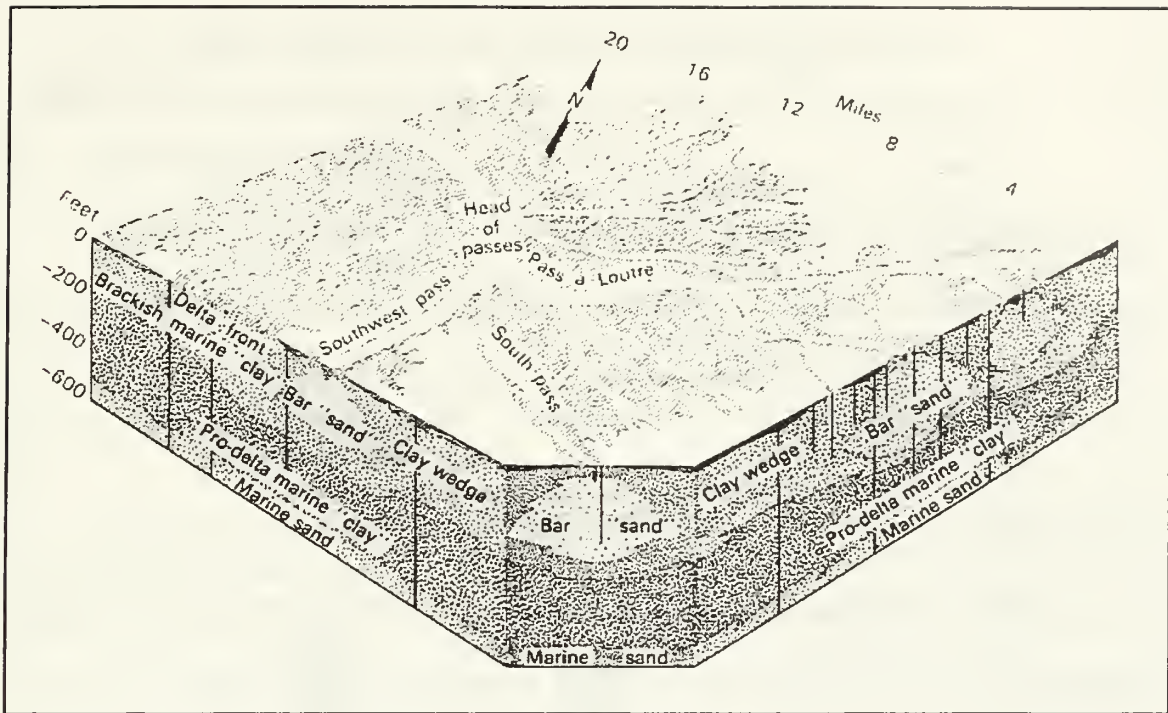 20
16
12
Miles
8
4
N
Feet
0
-200
-400
-600
Head
of
passes
Pass a Loutre
Southwest pass
South pass
Delta front
Brackish marine clay
Bar sand
Clay wedge
Pro-delta marine clay
Marine sand
Bar sand
Marine sand
Clay wedge
Bar sand
Pro-delta marine clay
Marine sand